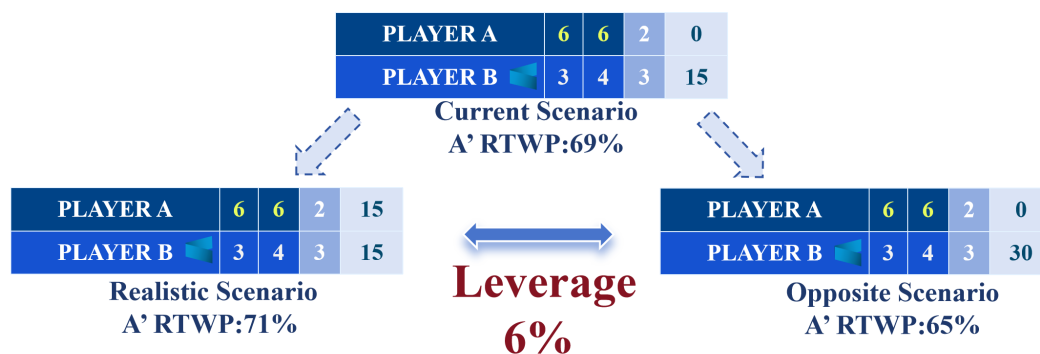 PLAYER A 6 6 2 0
PLAYER B 3 4 3 15
Current Scenario
A’ RTWP:69%
PLAYER A 6 6 2 15
PLAYER B 3 4 3 15
Realistic Scenario
A’ RTWP:71%
Leverage
6%
PLAYER A 6 6 2 0
PLAYER B 3 4 3 30
Opposite Scenario
A’ RTWP:65%